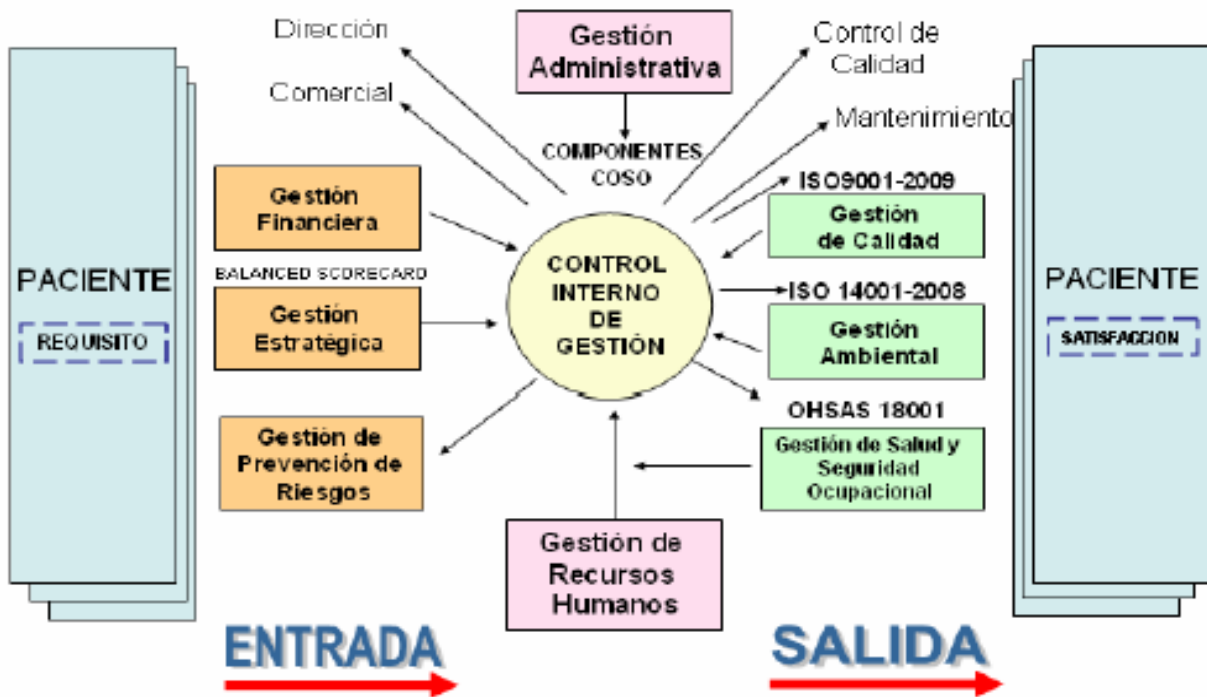 Dirección
Comercial
Gestión
Administrativa
Control de
Calidad
Mantenimiento
COMPONENTES
COSO
PACIENTE
REQUISITO
Gestión
Financiera
BALANCED SCORECARD
Gestión
Estratégica
Gestión de
Prevención de
Riesgos
CONTROL
INTERNO
DE
GESTIÓN
ISO9001-2009
Gestión
de Calidad
ISO 14001-2008
Gestión
Ambiental
OHSAS 18001
Gestión de Salud y
Seguridad
Ocupacional
Gestión de
Recursos
Humanos
PACIENTE
SATISFACCION
ENTRADA
SALIDA